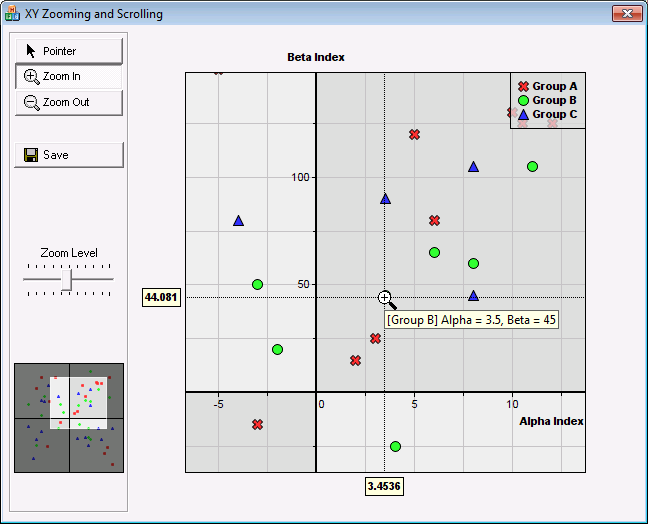 XY Zooming and Scrolling
Pointer
Zoom In
Zoom Out
Save
Zoom Level
Beta Index
Group A
Group B
Group C
100
50
44.081
[Group B] Alpha = 3.5, Beta = 45
-5
0
5
10
Alpha Index
3.4536